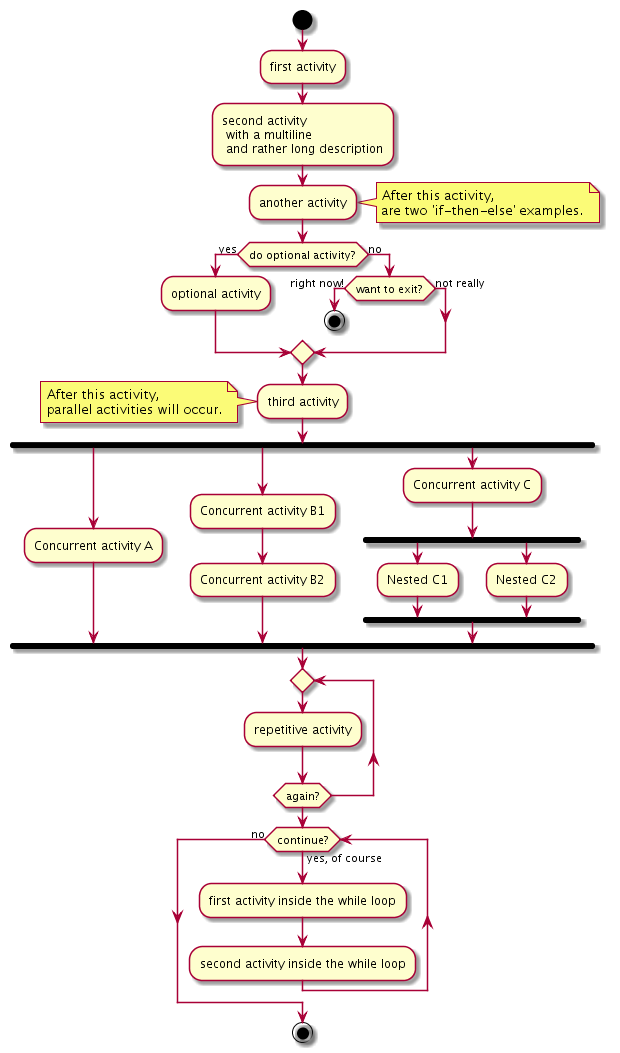 first activity
second activity
with a multiline
and rather long description
another activity
After this activity,
are two 'if-then-else' examples.
yes
do optional activity?
no
optional activity
right now!
want to exit?
not really
After this activity,
parallel activities will occur.
third activity
Concurrent activity A
Concurrent activity B1
Concurrent activity B2
Concurrent activity C
Nested C1
Nested C2
repetitive activity
again?
no
continue?
yes, of course
first activity inside the while loop
second activity inside the while loop